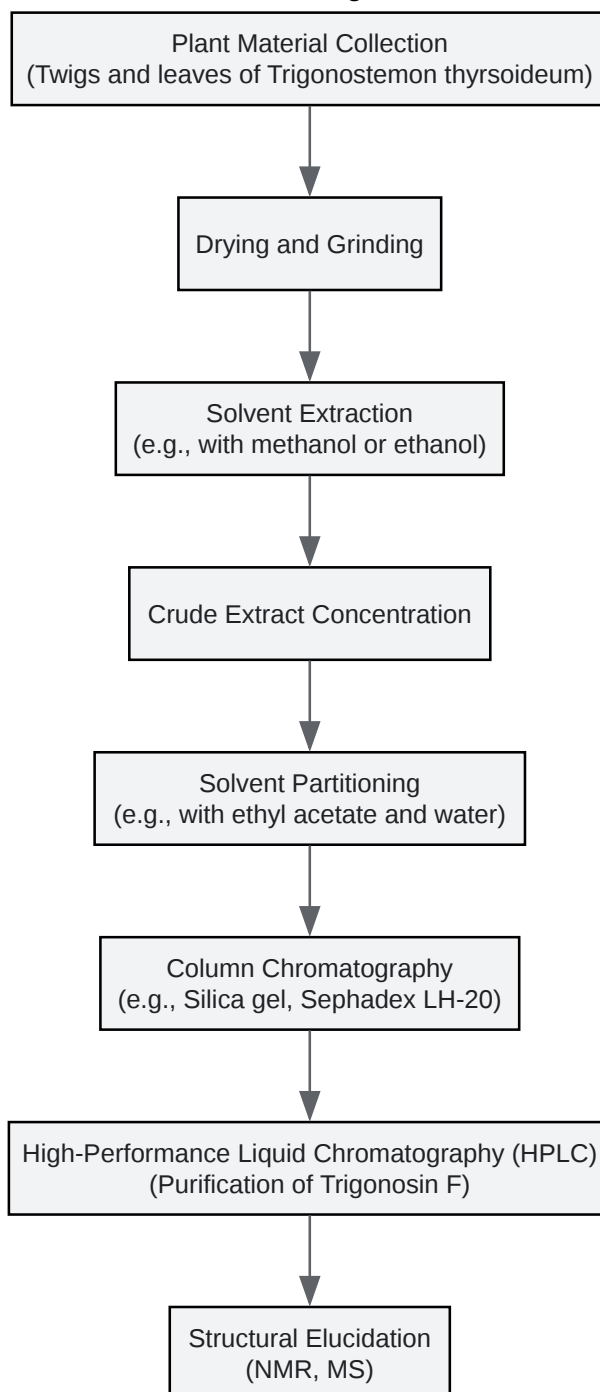 Plant Material Collection
(Twigs and leaves of Trigonostemon thyrsoideum)
Drying and Grinding
Solvent Extraction
(e.g., with methanol or ethanol)
Crude Extract Concentration
Solvent Partitioning
(e.g., with ethyl acetate and water)
Column Chromatography
(e.g., Silica gel, Sephadex LH-20)
High-Performance Liquid Chromatography (HPLC)
(Purification of Trigonosin F)
Structural Elucidation
(NMR, MS)